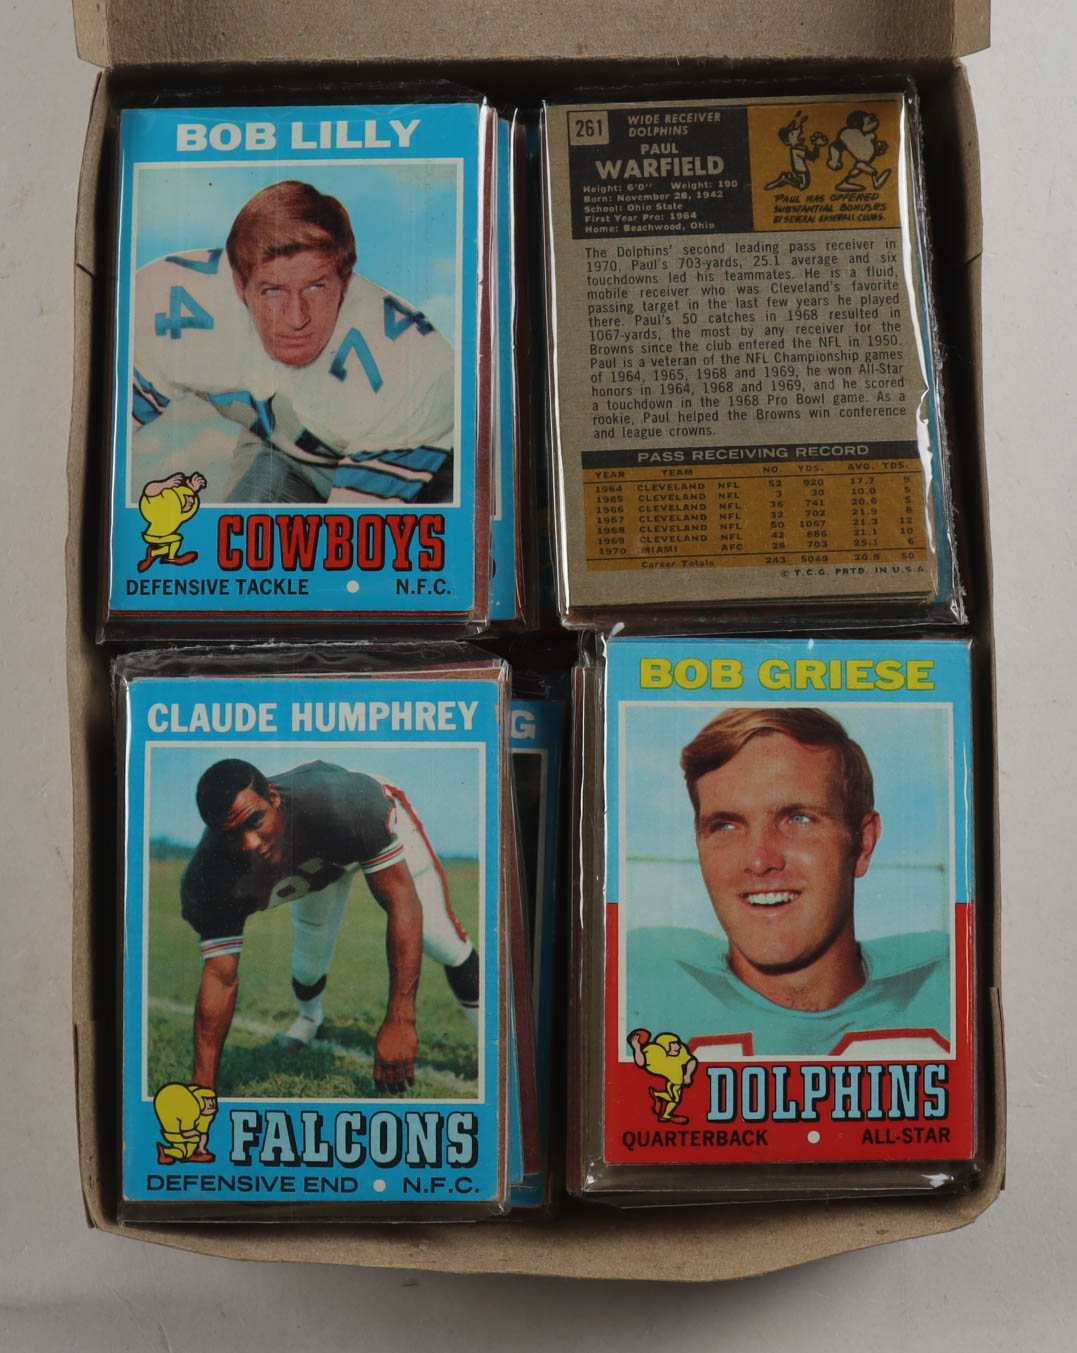 BOB LILLY
74
74
COWBOYS
DEFENSIVE TACKLE • N.F.C.
261
WIDE RECEIVER
DOLPHINS
PAUL
WARFIELD
Height: 6'0" Weight: 190
Born: November 28, 1942
School: Ohio State
First Year Pro: 1964
Home: Beachwood, Ohio
PAUL HAS OFFERED
SUBSTANTIAL BONUSES
BY SEVERAL BASEBALL CLUBS.
The Dolphins' second leading pass receiver in
1970, Paul's 703-yards, 25.1 average and six
touchdowns led his teammates. He is a fluid,
mobile receiver who was Cleveland's favorite
passing target in the last few years he played
there. Paul's 50 catches in 1968 resulted in
1067-yards, the most by any receiver for the
Browns since the club entered the NFL in 1950.
Paul is a veteran of the NFL Championship games
of 1964, 1965, 1968 and 1969, he won All-Star
honors in 1964, 1968 and 1969, and he scored
a touchdown in the 1968 Pro Bowl game. As a
rookie, Paul helped the Browns win conference
and league crowns.
PASS RECEIVING RECORD
YEAR TEAM NO. YDS. AVG. TDS.
1964 CLEVELAND NFL 52 920 17.7 9
1965 CLEVELAND NFL 3 30 10.0 5
1966 CLEVELAND NFL 36 741 20.6 5
1967 CLEVELAND NFL 32 702 21.9 8
1968 CLEVELAND NFL 50 1067 21.3 12
1969 CLEVELAND NFL 42 886 21.1 10
1970 MIAMI AFC 28 703 25.1 6
Career Totals 243 5049 20.8 50
© T.C.G. PRTD. IN U.S.A.
CLAUDE HUMPHREY
G
FALCONS
DEFENSIVE END • N.F.C.
BOB GRIESE
DOLPHINS
QUARTERBACK • ALL-STAR